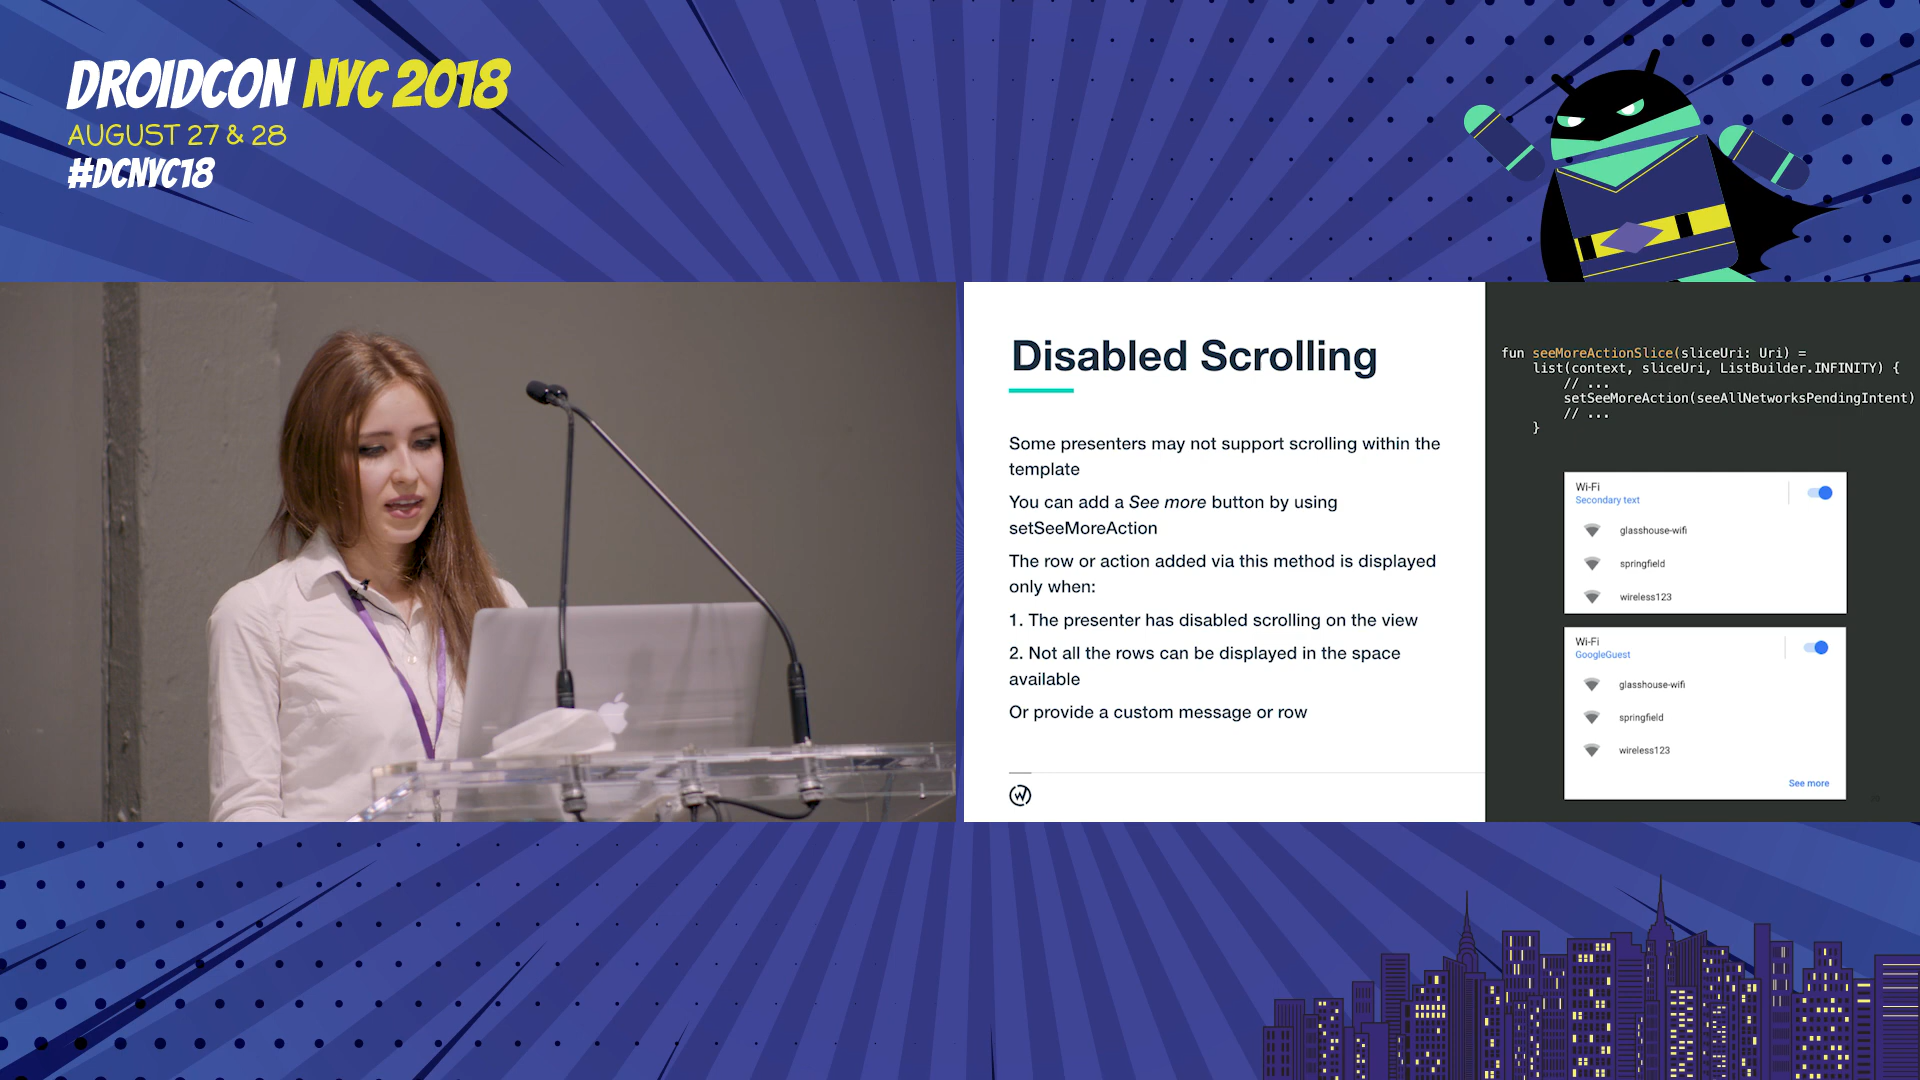 DROIDCON NYC 2018
AUGUST 27 & 28
#DCNYC18
Disabled Scrolling
Some presenters may not support scrolling within the
template
You can add a See more button by using
setSeeMoreAction
The row or action added via this method is displayed
only when:
1. The presenter has disabled scrolling on the view
2. Not all the rows can be displayed in the space
available
Or provide a custom message or row
fun seeMoreActionSlice(sliceUri: Uri) =
list(context, sliceUri, ListBuilder.INFINITY) {
// ...
setSeeMoreAction(seeAllNetworksPendingIntent)
// ...
}
Wi-Fi
Secondary text
glasshouse-wifi
springfield
wireless123
Wi-Fi
GoogleGuest
glasshouse-wifi
springfield
wireless123
See more